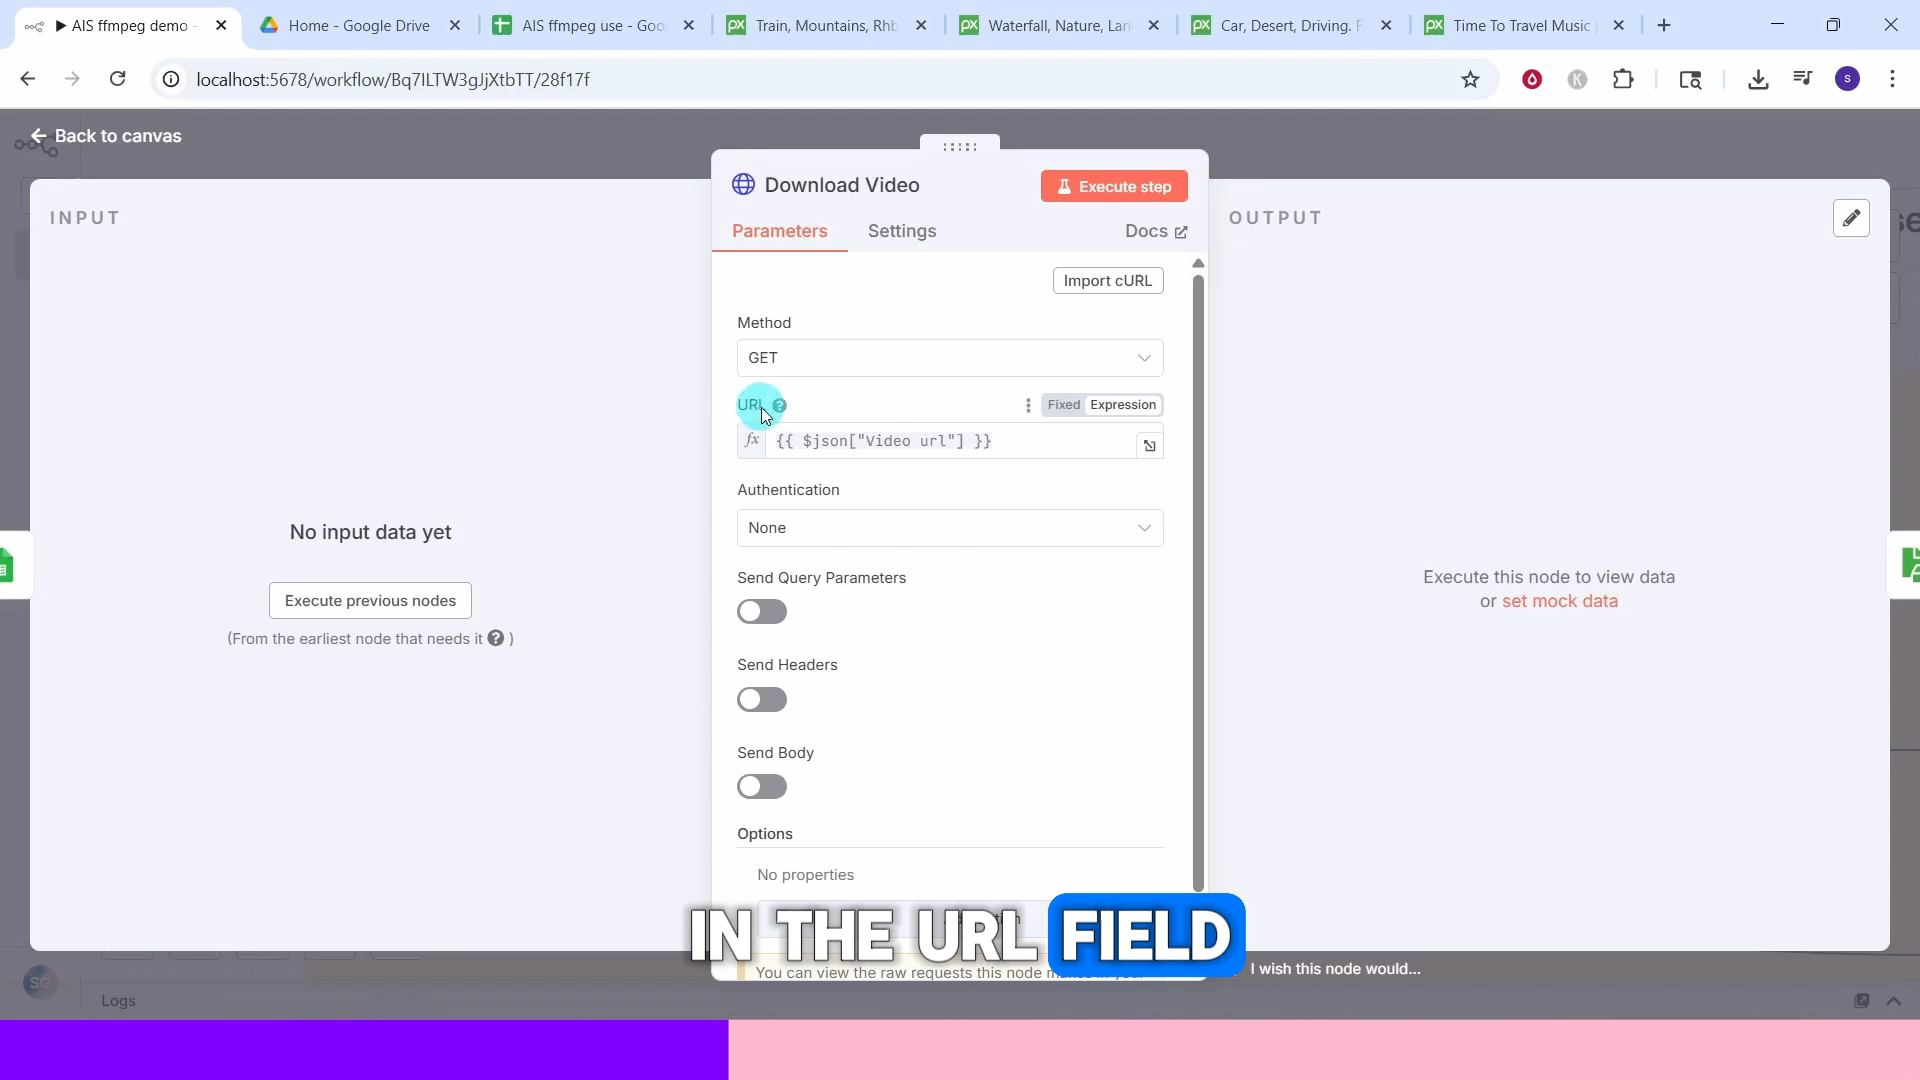 AIS ffmpeg demo -
Home - Google Drive
AIS ffmpeg use - Goo
Train, Mountains, Rhb
Waterfall, Nature, Lan
Car, Desert, Driving. F
Time To Travel Music
localhost:5678/workflow/Bq7ILTW3gJjXtbTT/28f17f
K
S
Back to canvas
Download Video
Execute step
INPUT
OUTPUT
Parameters
Settings
Docs
Import cURL
Method
GET
URL
Fixed
Expression
fx
{{ $json["Video url"] }}
Authentication
None
No input data yet
Execute previous nodes
(From the earliest node that needs it ? )
Execute this node to view data
or set mock data
Send Query Parameters
Send Headers
Send Body
Options
No properties
IN THE URL FIELD
You can view the raw requests this node makes in your
I wish this node would...
SC
Logs